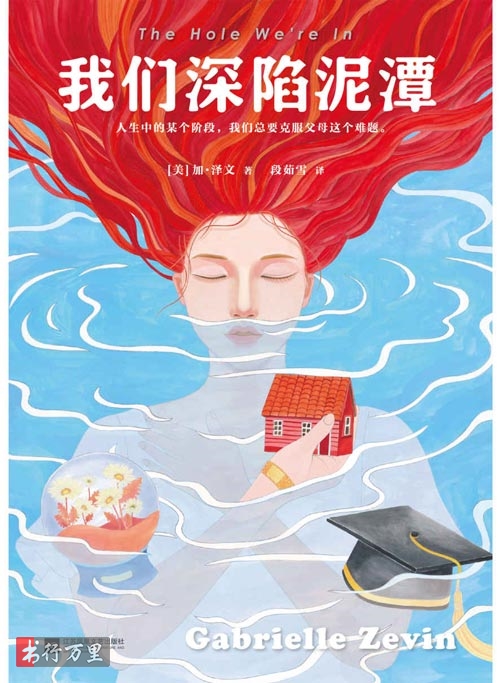 The Hole We're In
我们深陷泥潭
人生中的某个阶段，我们总要克服父母这个难题。
[美]加·泽文 著 段茹雪 译
Gabrielle Zevin
书行万里